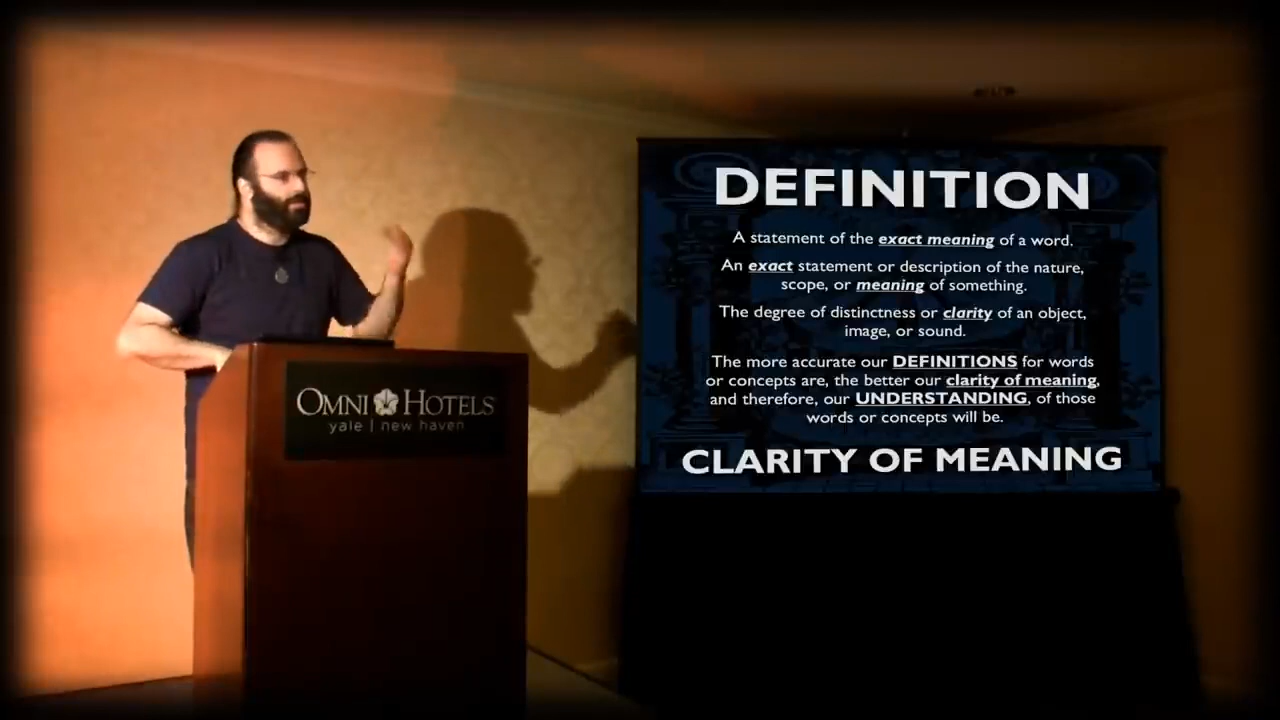 OMNI HOTELS
yale | new haven
DEFINITION
A statement of the exact meaning of a word.
An exact statement or description of the nature,
scope, or meaning of something.
The degree of distinctness or clarity of an object,
image, or sound.
The more accurate our DEFINITIONS for words
or concepts are, the better our clarity of meaning,
and therefore, our UNDERSTANDING, of those
words or concepts will be.
CLARITY OF MEANING